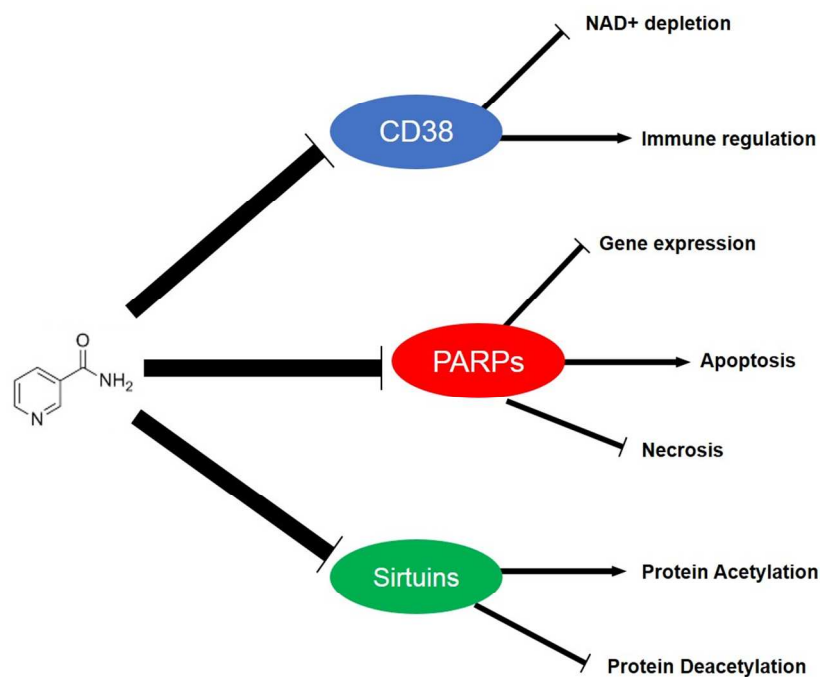 NAD+ depletion
CD38
Immune regulation
Gene expression
PARPs
Apoptosis
Necrosis
O
NH₂
N
Sirtuins
Protein Acetylation
Protein Deacetylation